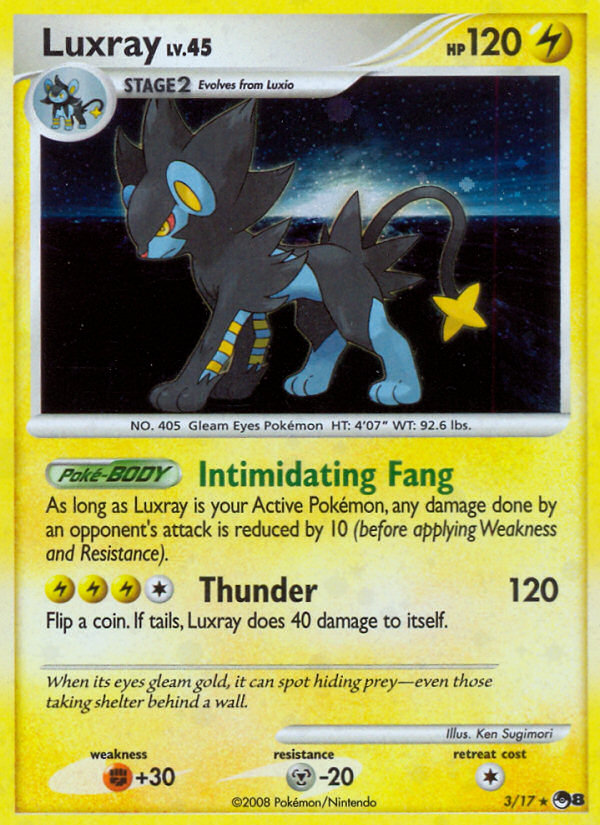 Luxray LV.45 HP 120
STAGE2 Evolves from Luxio
NO. 405 Gleam Eyes Pokémon HT: 4'07" WT: 92.6 lbs.
Poké-BODY Intimidating Fang
As long as Luxray is your Active Pokémon, any damage done by
an opponent's attack is reduced by 10 (before applying Weakness
and Resistance).
Thunder 120
Flip a coin. If tails, Luxray does 40 damage to itself.
When its eyes gleam gold, it can spot hiding prey—even those
taking shelter behind a wall.
Illus. Ken Sugimori
weakness resistance retreat cost
+30 -20
©2008 Pokémon/Nintendo 3/17 ★ 8